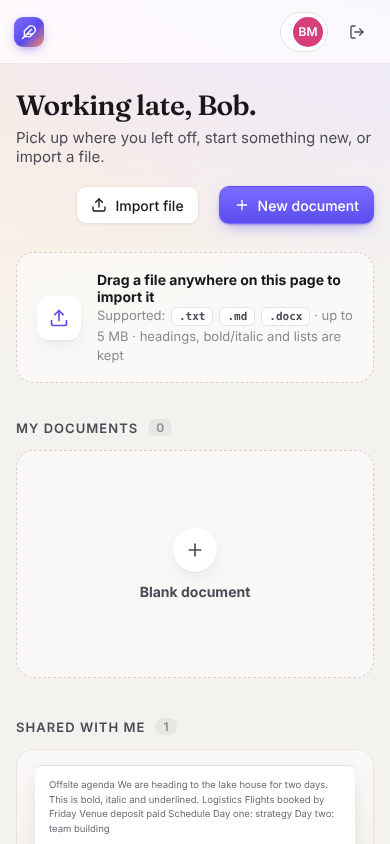 BM
Working late, Bob.
Pick up where you left off, start something new, or
import a file.
Import file
New document
Drag a file anywhere on this page to
import it
Supported: .txt .md .docx · up to
5 MB · headings, bold/italic and lists are
kept
MY DOCUMENTS 0
Blank document
SHARED WITH ME 1
Offsite agenda We are heading to the lake house for two days.
This is bold, italic and underlined. Logistics Flights booked by
Friday Venue deposit paid Schedule Day one: strategy Day two:
team building